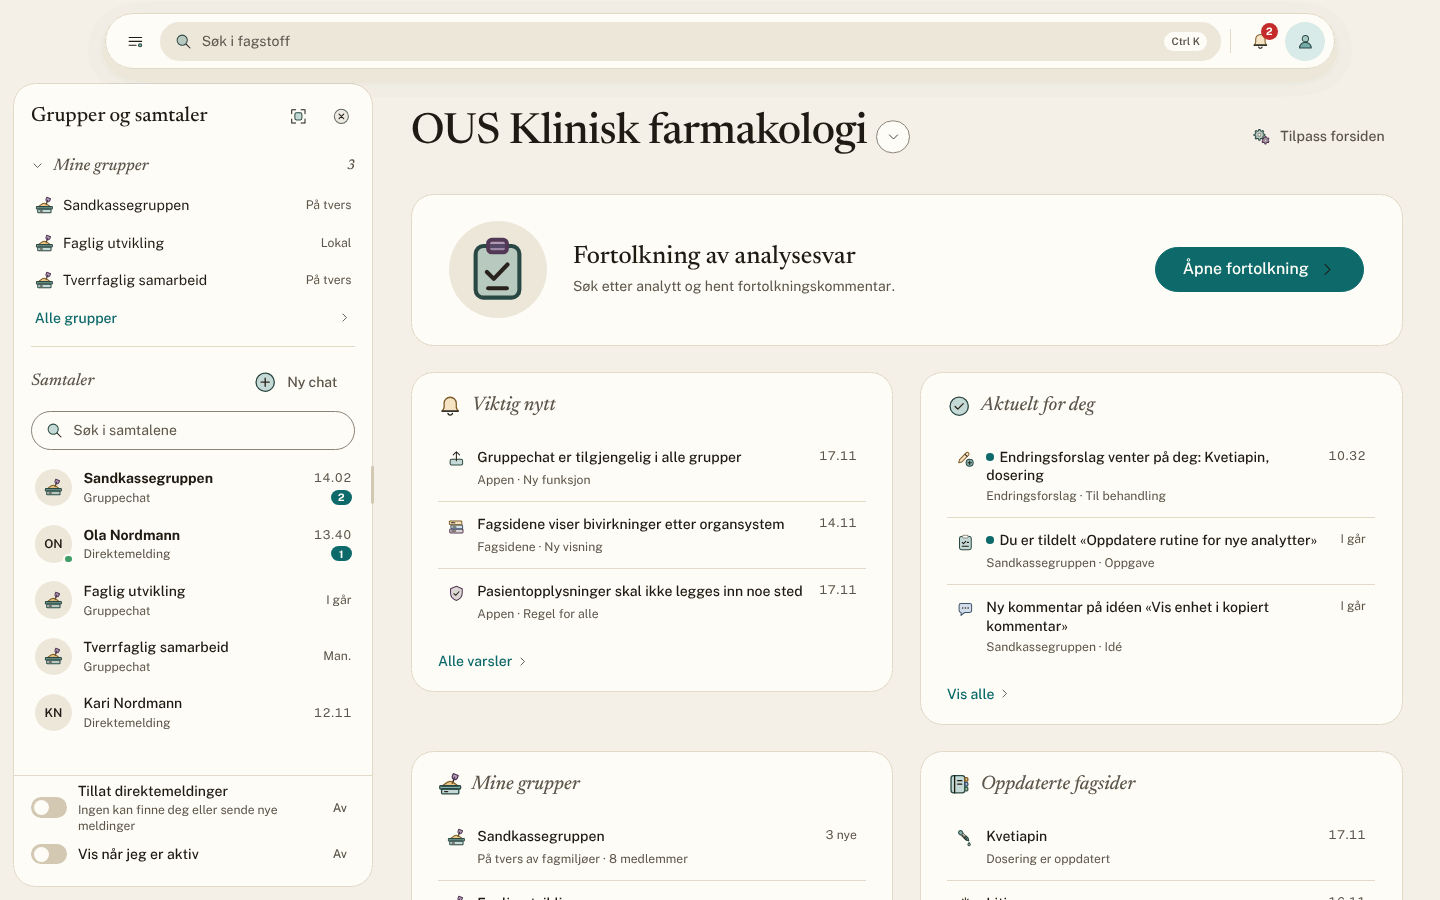 Søk i fagstoff
Ctrl K
2
Grupper og samtaler
Mine grupper
3
Sandkassegruppen
På tvers
Faglig utvikling
Lokal
Tverrfaglig samarbeid
På tvers
Alle grupper
Samtaler
Ny chat
Søk i samtalene
Sandkassegruppen
14.02
Gruppechat
2
ON
Ola Nordmann
13.40
Direktemelding
1
Faglig utvikling
I går
Gruppechat
Tverrfaglig samarbeid
Man.
Gruppechat
KN
Kari Nordmann
12.11
Direktemelding
Tillat direktemeldinger
Ingen kan finne deg eller sende nye
meldinger
Av
Vis når jeg er aktiv
Av
OUS Klinisk farmakologi
Tilpass forsiden
Fortolkning av analysesvar
Søk etter analytt og hent fortolkningskommentar.
Åpne fortolkning
Viktig nytt
Gruppechat er tilgjengelig i alle grupper
17.11
Appen · Ny funksjon
Fagsidene viser bivirkninger etter organsystem
14.11
Fagsidene · Ny visning
Pasientopplysninger skal ikke legges inn noe sted
17.11
Appen · Regel for alle
Alle varsler
Aktuelt for deg
Endringsforslag venter på deg: Kvetiapin,
dosering
10.32
Endringsforslag · Til behandling
Du er tildelt «Oppdatere rutine for nye analytter»
I går
Sandkassegruppen · Oppgave
Ny kommentar på idéen «Vis enhet i kopiert
kommentar»
I går
Sandkassegruppen · Idé
Vis alle
Mine grupper
Sandkassegruppen
3 nye
På tvers av fagmiljøer · 8 medlemmer
Oppdaterte fagsider
Kvetiapin
17.11
Dosering er oppdatert